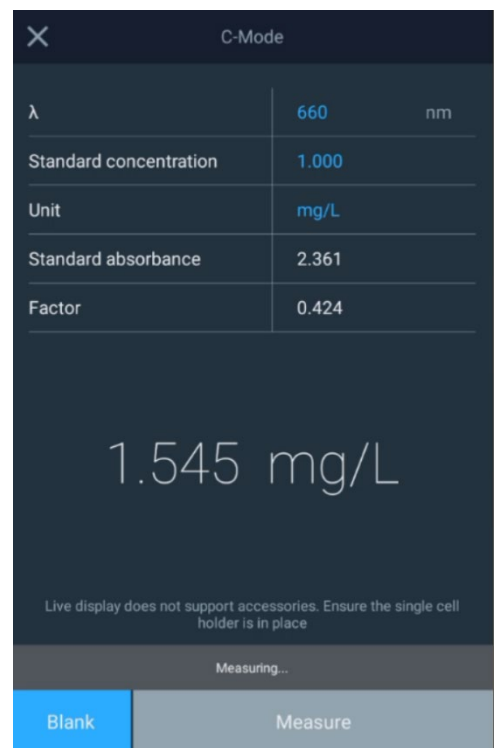 C-Mode
λ 660 nm
Standard concentration 1.000
Unit mg/L
Standard absorbance 2.361
Factor 0.424
1.545 mg/L
Live display does not support accessories. Ensure the single cell
holder is in place
Measuring...
Blank Measure